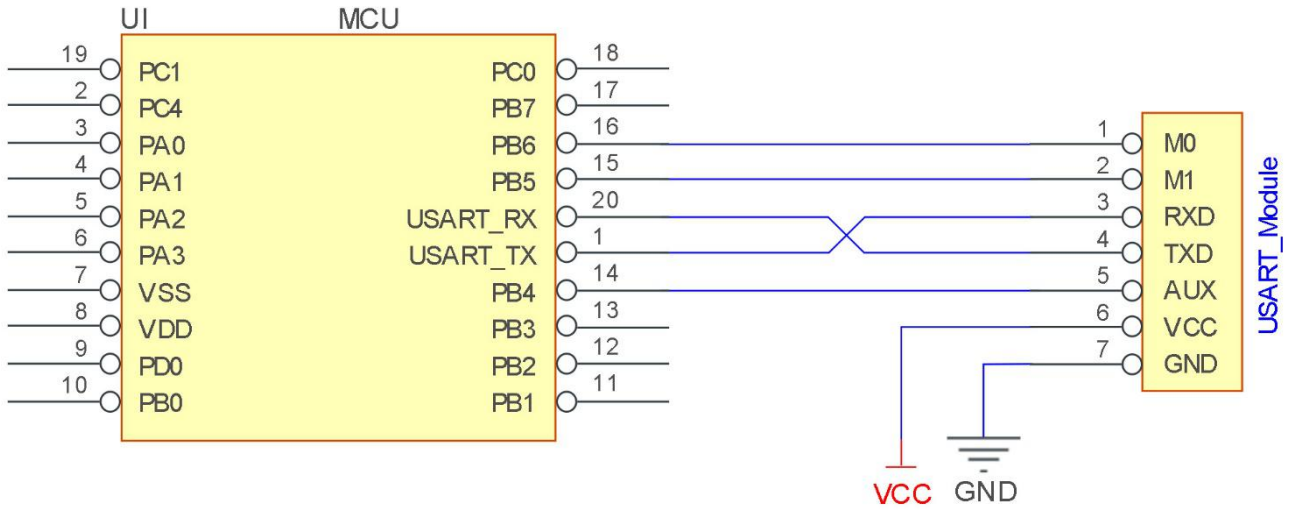 UI MCU
19 PC1 PC0 18
2 PC4 PB7 17
3 PA0 PB6 16 1 M0
4 PA1 PB5 15 2 M1
5 PA2 USART_RX 20 3 RXD
6 PA3 USART_TX 1 4 TXD
7 VSS PB4 14 5 AUX
8 VDD PB3 13 6 VCC
9 PD0 PB2 12 7 GND
10 PB0 PB1 11
USART_Module
VCC GND